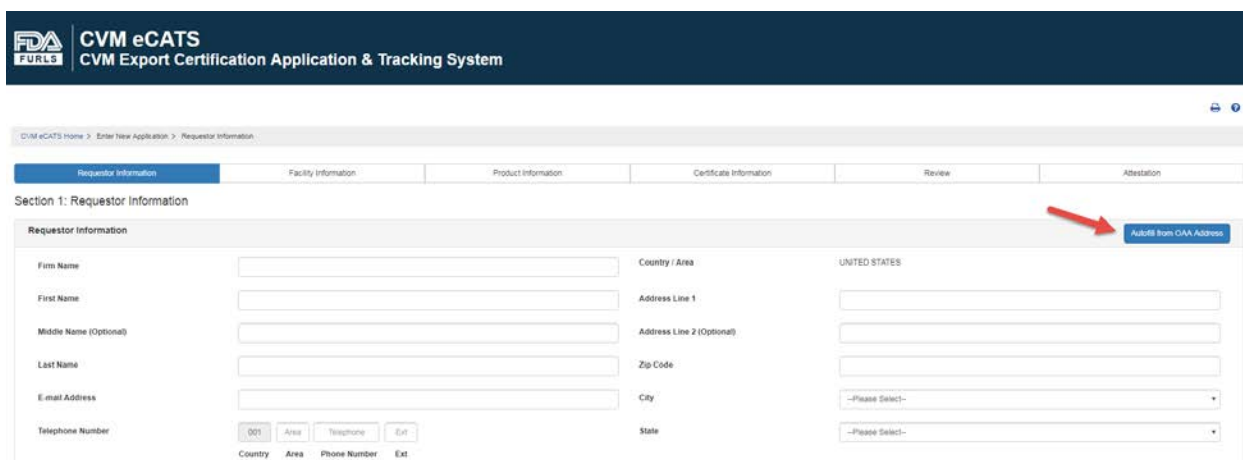 FDA
FURLS
CVM eCATS
CVM Export Certification Application & Tracking System
CVM eCATS Home > Enter New Application > Requestor Information
Requestor Information Facility Information Product Information Certificate Information Review Attestation
Section 1: Requestor Information
Requestor Information Autofill from OAA Address
Firm Name Country / Area UNITED STATES
First Name Address Line 1
Middle Name (Optional) Address Line 2 (Optional)
Last Name Zip Code
E-mail Address City --Please Select--
Telephone Number 001 Area Telephone Ext State --Please Select--
Country Area Phone Number Ext